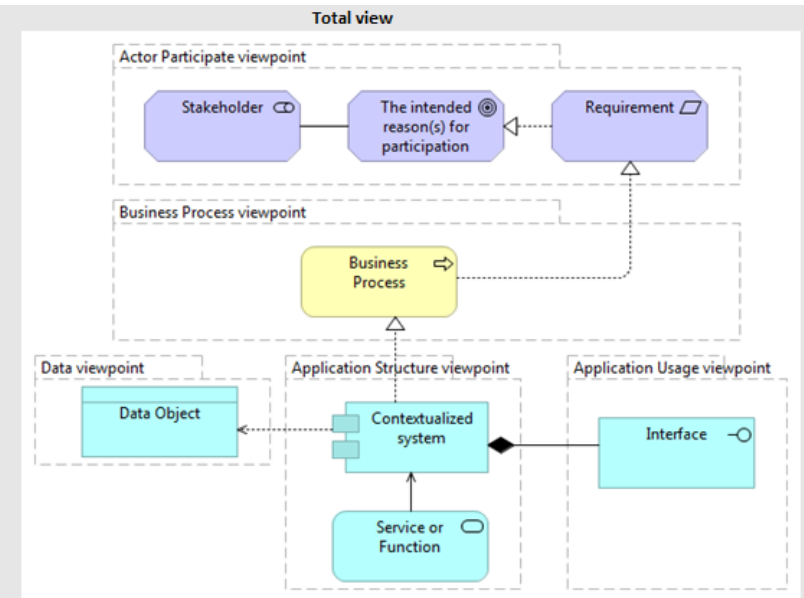 Total view
Actor Participate viewpoint
Stakeholder
The intended
reason(s) for
participation
Requirement
Business Process viewpoint
Business
Process
Data viewpoint
Application Structure viewpoint
Application Usage viewpoint
Data Object
Contextualized
system
Interface
Service or
Function